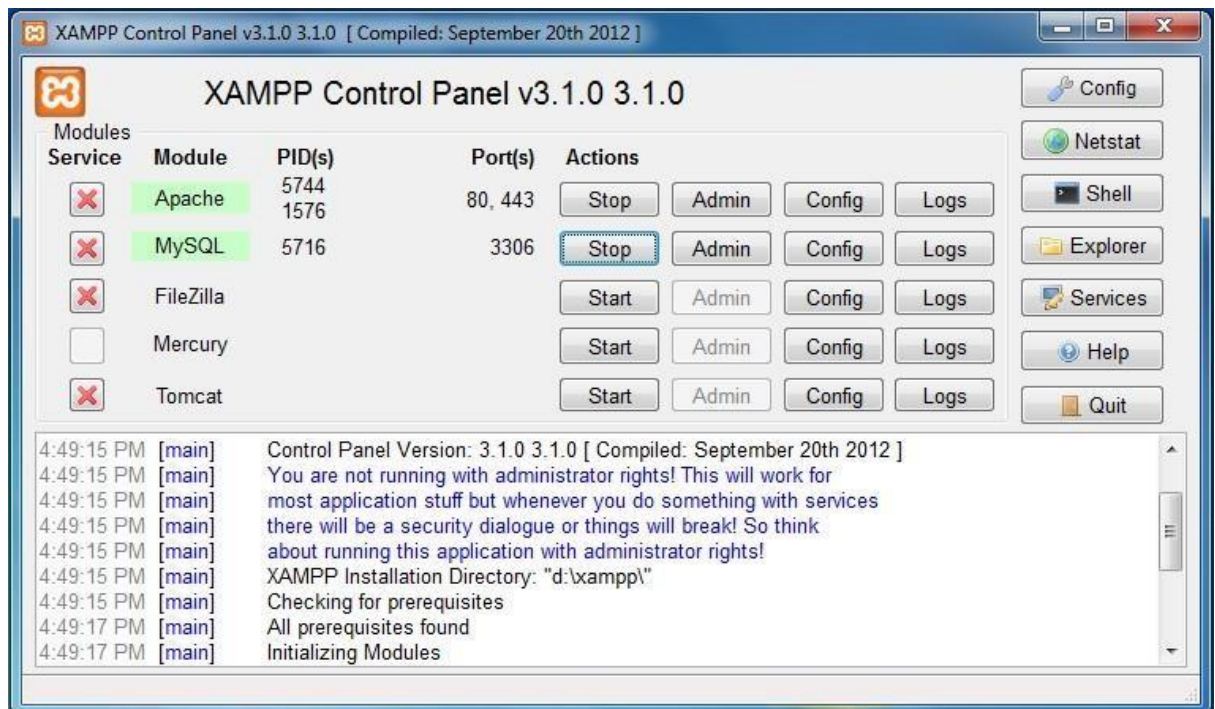 XAMPP Control Panel v3.1.0 3.1.0 [ Compiled: September 20th 2012 ]
XAMPP Control Panel v3.1.0 3.1.0
Config
Modules
Netstat
Service Module PID(s) Port(s) Actions
Apache 5744 1576 80, 443 Stop Admin Config Logs
Shell
MySQL 5716 3306 Stop Admin Config Logs
Explorer
FileZilla Start Admin Config Logs
Services
Mercury Start Admin Config Logs
Help
Tomcat Start Admin Config Logs
Quit
4:49:15 PM [main] Control Panel Version: 3.1.0 3.1.0 [ Compiled: September 20th 2012 ]
4:49:15 PM [main] You are not running with administrator rights! This will work for
4:49:15 PM [main] most application stuff but whenever you do something with services
4:49:15 PM [main] there will be a security dialogue or things will break! So think
4:49:15 PM [main] about running this application with administrator rights!
4:49:15 PM [main] XAMPP Installation Directory: "d:\xampp\"
4:49:15 PM [main] Checking for prerequisites
4:49:17 PM [main] All prerequisites found
4:49:17 PM [main] Initializing Modules